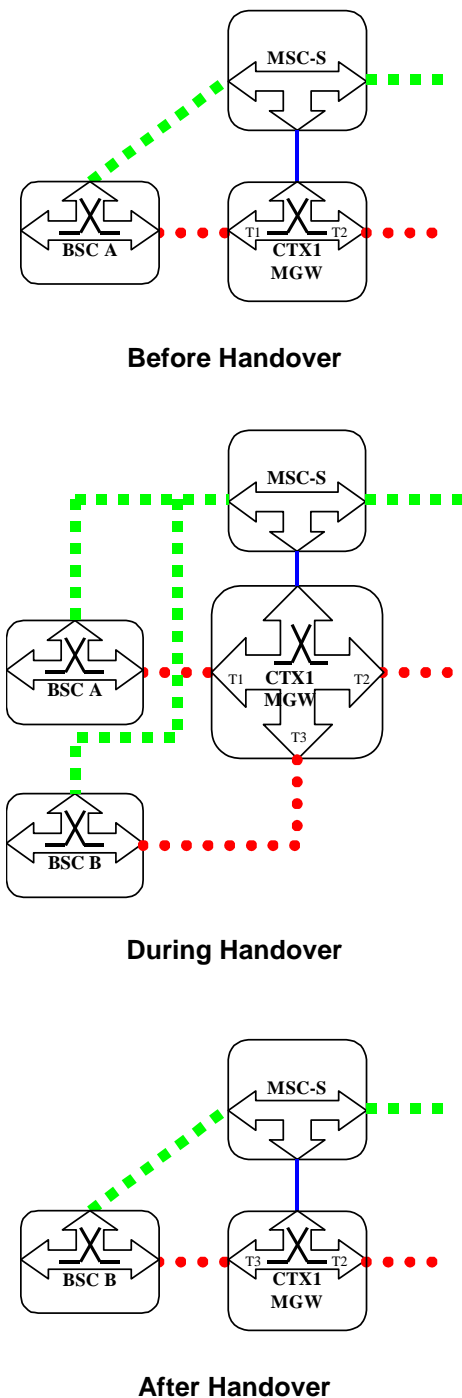 MSC-S
T1 T2
BSC A CTX1
MGW
Before Handover
MSC-S
T1 CTX1 T2
BSC A MGW
T3
BSC B
During Handover
MSC-S
T3 T2
BSC B CTX1
MGW
After Handover